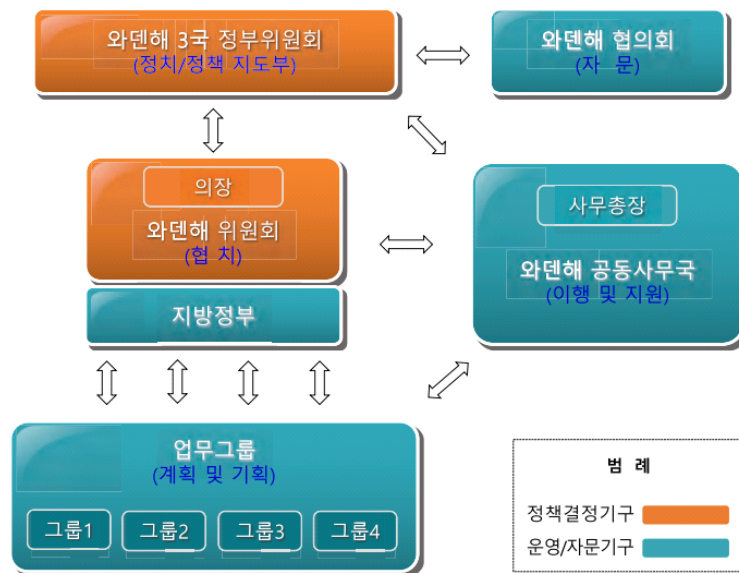 와덴해 3국 정부위원회
(정치/정책 지도부)
와덴해 협의회
(자 문)
의장
와덴해 위원회
(협 치)
사무총장
와덴해 공동사무국
(이행 및 지원)
지방정부
업무그룹
(계획 및 기획)
그룹1
그룹2
그룹3
그룹4
범 례
정책결정기구
운영/자문기구